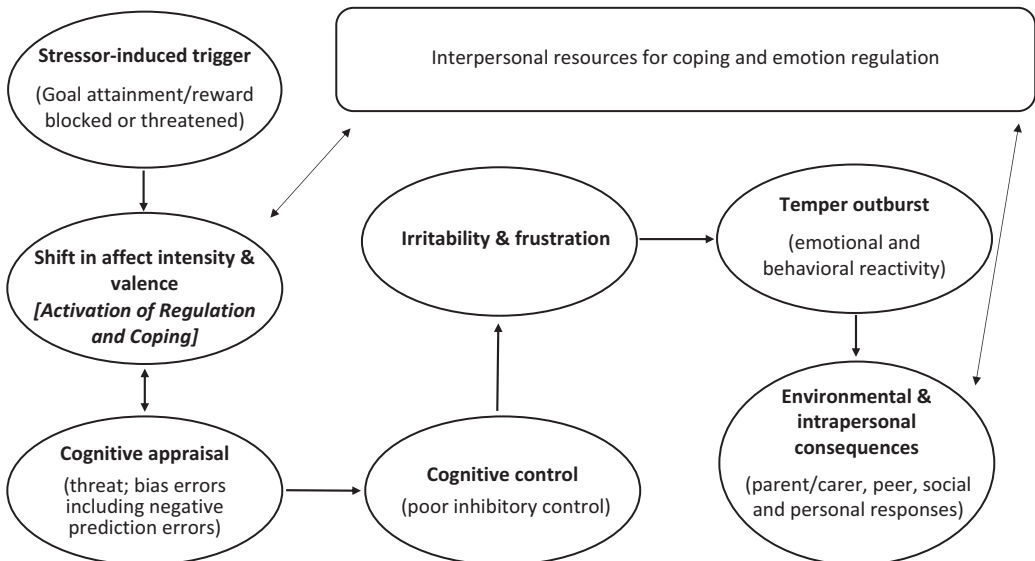 Stressor-induced trigger
(Goal attainment/reward
blocked or threatened)
Interpersonal resources for coping and emotion regulation
Shift in affect intensity &
valence
[Activation of Regulation
and Coping]
Cognitive appraisal
(threat; bias errors
including negative
prediction errors)
Cognitive control
(poor inhibitory control)
Irritability & frustration
Temper outburst
(emotional and
behavioral reactivity)
Environmental &
intrapersonal
consequences
(parent/carer, peer, social
and personal responses)